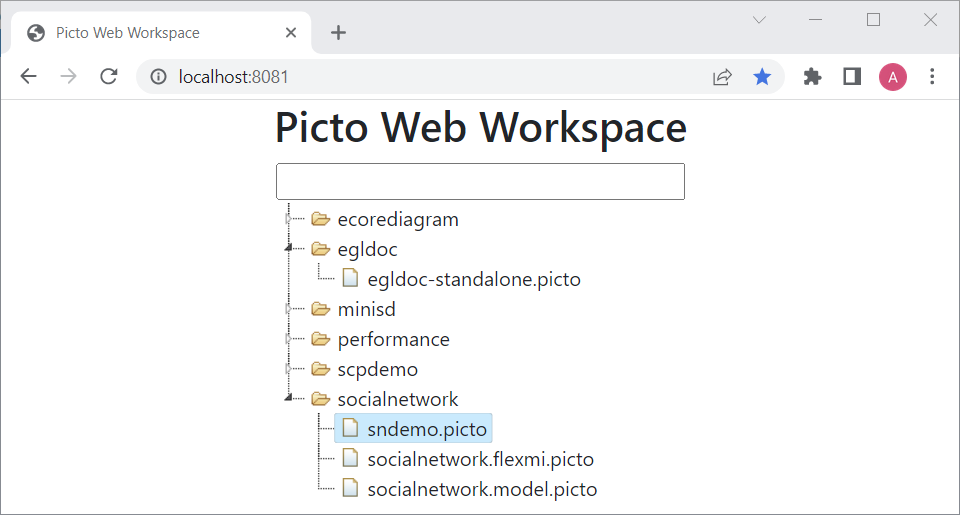 Picto Web Workspace
localhost:8081
A
Picto Web Workspace
ecorediagram
egldoc
egldoc-standalone.picto
minisd
performance
scpdemo
socialnetwork
sndemo.picto
socialnetwork.flexmi.picto
socialnetwork.model.picto